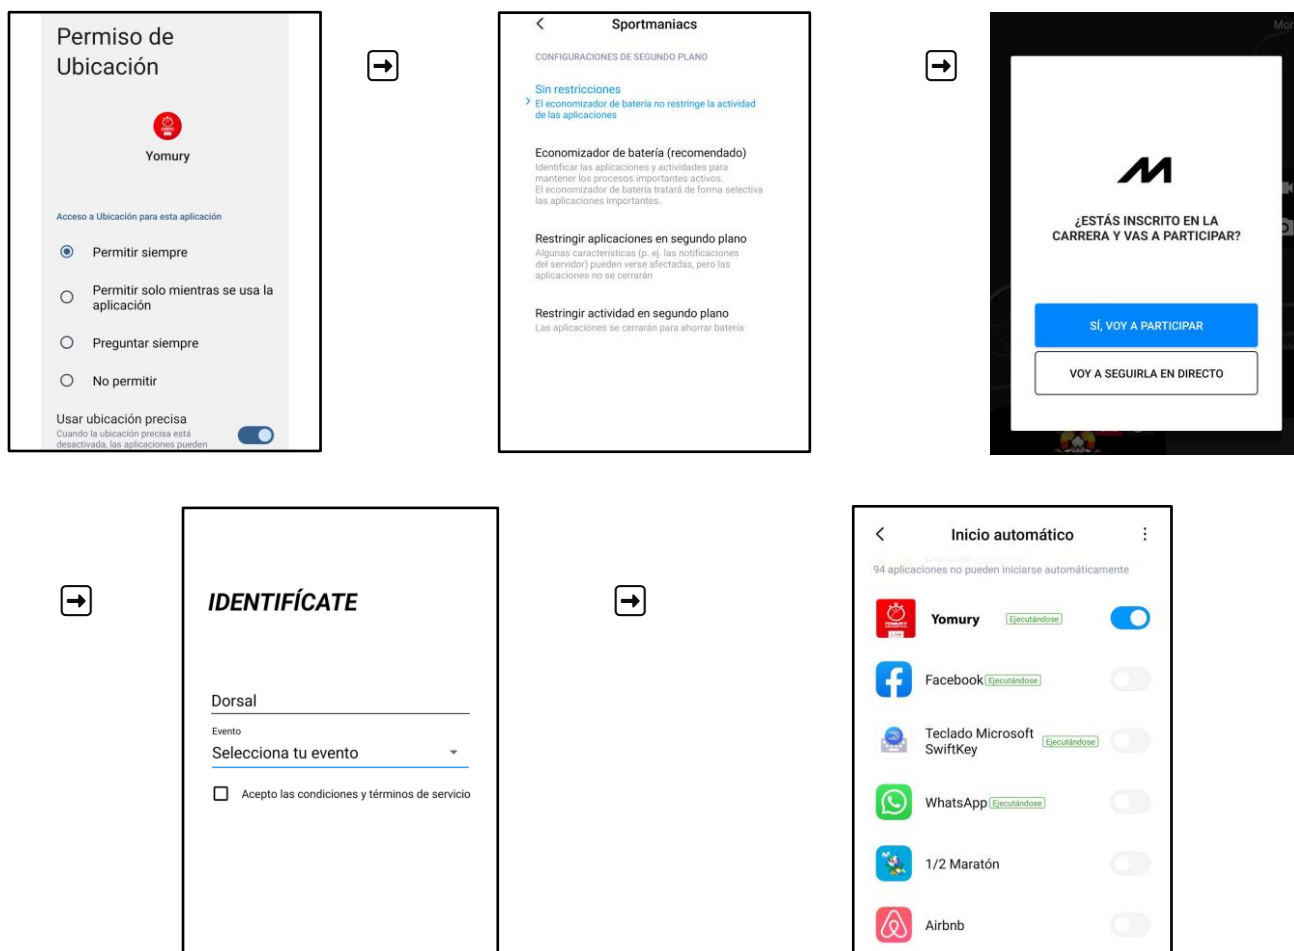 Permiso de
Ubicación
Yomury
Acceso a Ubicación para esta aplicación
Permitir siempre
Permitir solo mientras se usa la
aplicación
Preguntar siempre
No permitir
Usar ubicación precisa
Cuando la ubicación precisa está
desactivada, las aplicaciones pueden
Sportmaniacs
CONFIGURACIONES DE SEGUNDO PLANO
Sin restricciones
El economizador de batería no restringe la actividad
de las aplicaciones
Economizador de batería (recomendado)
Identificar las aplicaciones y actividades para
mantener los procesos importantes activos.
El economizador de batería tratará de forma selectiva
las aplicaciones importantes.
Restringir aplicaciones en segundo plano
Algunas características (p. ej. las notificaciones
del servidor) pueden verse afectadas, pero las
aplicaciones no se cerrarán
Restringir actividad en segundo plano
Las aplicaciones se cerrarán para ahorrar batería
Mor
¿ESTÁS INSCRITO EN LA
CARRERA Y VAS A PARTICIPAR?
SÍ, VOY A PARTICIPAR
VOY A SEGUIRLA EN DIRECTO
IDENTIFÍCATE
Dorsal
Evento
Selecciona tu evento
Acepto las condiciones y términos de servicio
Inicio automático
94 aplicaciones no pueden iniciarse automáticamente
Yomury Ejecutándose
Facebook Ejecutándose
Teclado Microsoft
SwiftKey Ejecutándose
WhatsApp Ejecutándose
1/2 Maratón
Airbnb